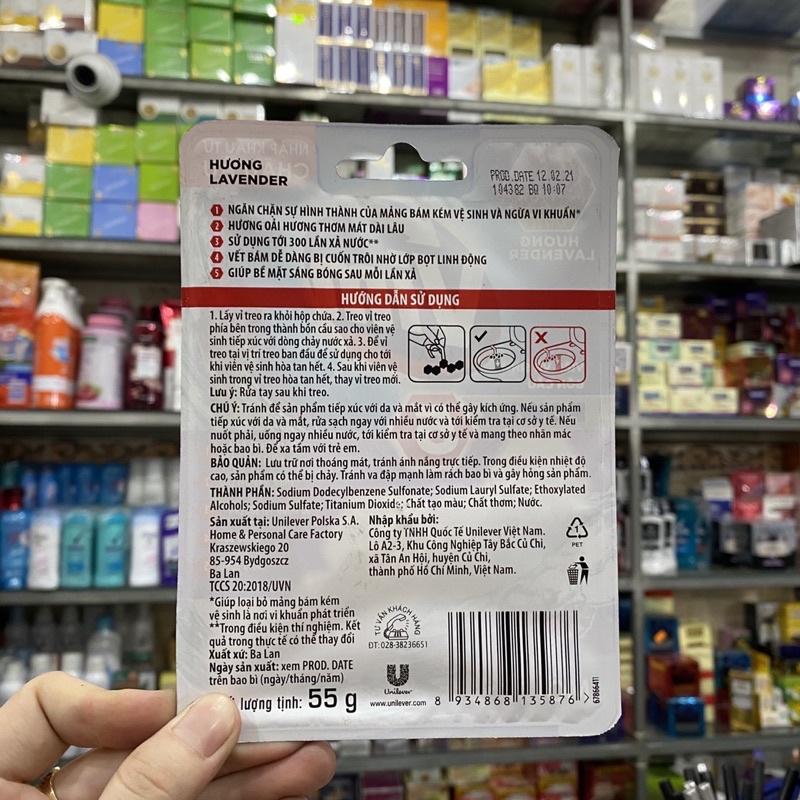 HƯƠNG
LAVENDER
PROD.DATE 12.02.21
104382 BQ 10:07
1 NGĂN CHẶN SỰ HÌNH THÀNH CỦA MẢNG BÁM KÉM VỆ SINH VÀ NGỪA VI KHUẨN*
2 HƯƠNG OẢI HƯƠNG THƠM MÁT DÀI LÂU
3 SỬ DỤNG TỚI 300 LẦN XẢ NƯỚC**
4 VẾT BẨM DỄ DÀNG BỊ CUỐN TRÔI NHỜ LỚP BỌT LINH ĐỘNG
5 GIÚP BỀ MẶT SÁNG BÓNG SAU MỖI LẦN XẢ
HƯỚNG DẪN SỬ DỤNG
1. Lấy vỉ treo ra khỏi hộp chứa. 2. Treo vỉ treo
phía bên trong thành bồn cầu sao cho viên vệ
sinh tiếp xúc với dòng chảy nước xả. 3. Để vỉ
treo tại vị trí treo ban đầu để sử dụng cho tới
khi viên vệ sinh hòa tan hết. 4. Sau khi viên vệ
sinh trong vỉ treo hòa tan hết, thay vỉ treo mới.
Lưu ý: Rửa tay sau khi treo.
CHÚ Ý: Tránh để sản phẩm tiếp xúc với da và mắt vì có thể gây kích ứng. Nếu sản phẩm
tiếp xúc với da và mắt, rửa sạch ngay với nhiều nước và tới kiểm tra tại cơ sở y tế. Nếu
nuốt phải, uống ngay nhiều nước, tới kiểm tra tại cơ sở y tế và mang theo nhãn mác
hoặc bao bì. Để xa tầm với trẻ em.
BẢO QUẢN: Lưu trữ nơi thoáng mát, tránh ánh nắng trực tiếp. Trong điều kiện nhiệt độ
cao, sản phẩm có thể bị chảy. Tránh va đập mạnh làm rách bao bì và gây hỏng sản phẩm.
THÀNH PHẦN: Sodium Dodecylbenzene Sulfonate; Sodium Lauryl Sulfate; Ethoxylated
Alcohols; Sodium Sulfate; Titanium Dioxide; Chất tạo màu; Chất thơm; Nước.
Sản xuất tại: Unilever Polska S.A.
Home & Personal Care Factory
Kraszewskiego 20
85-954 Bydgoszcz
Ba Lan
TCCS 20:2018/UVN
Nhập khẩu bởi:
Công ty TNHH Quốc Tế Unilever Việt Nam.
Lô A2-3, Khu Công Nghiệp Tây Bắc Củ Chi,
xã Tân An Hội, huyện Củ Chi,
thành phố Hồ Chí Minh, Việt Nam.
1
PET
*Giúp loại bỏ mảng bám kém
vệ sinh là nơi vi khuẩn phát triển
**Trong điều kiện thí nghiệm. Kết
quả trong thực tế có thể thay đổi
Xuất xứ: Ba Lan
Ngày sản xuất: xem PROD. DATE
trên bao bì (ngày/tháng/năm)
lượng tịnh: 55 g
TƯ VẤN KHÁCH HÀNG
ĐT: 028-38236651
Unilever
www.unilever.com
8 934868 135876
67866411